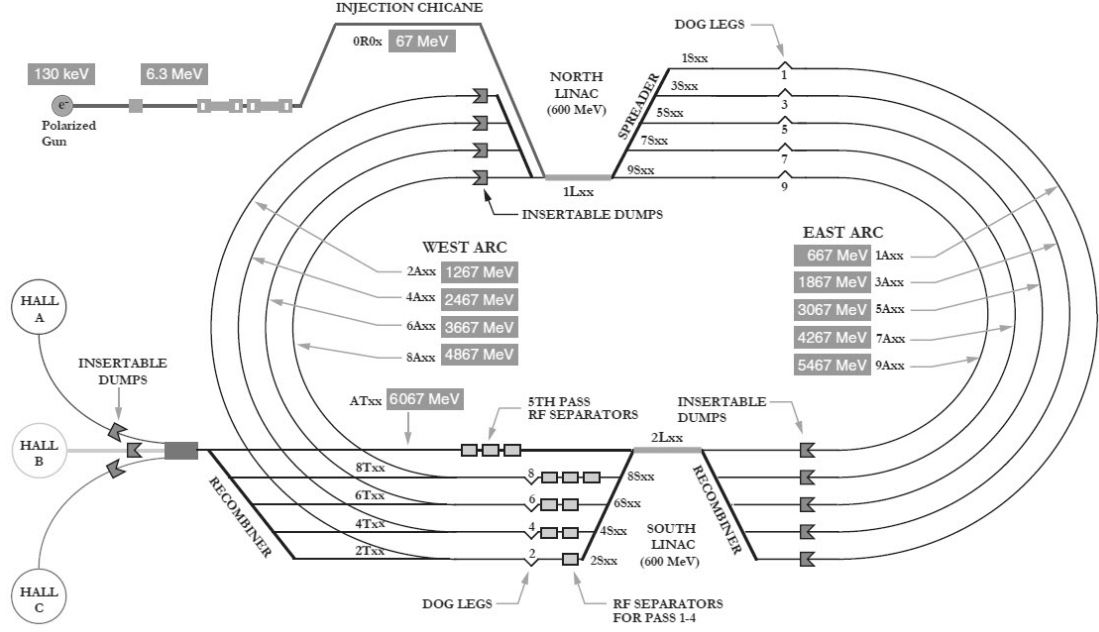 INJECTION CHICANE
0R0x 67 MeV
130 keV
6.3 MeV
e-
Polarized
Gun
NORTH
LINAC
(600 MeV)
1Lxx
INSERTABLE DUMPS
SPREADER
DOG LEGS
1Sxx
1
3Sxx
3
5Sxx
5
7Sxx
7
9Sxx
9
WEST ARC
2Axx 1267 MeV
4Axx 2467 MeV
6Axx 3667 MeV
8Axx 4867 MeV
EAST ARC
667 MeV 1Axx
1867 MeV 3Axx
3067 MeV 5Axx
4267 MeV 7Axx
5467 MeV 9Axx
HALL
A
HALL
B
HALL
C
INSERTABLE
DUMPS
ATxx 6067 MeV
5TH PASS
RF SEPARATORS
2Lxx
INSERTABLE
DUMPS
RECOMBINER
8Txx
8
8Sxx
6Txx
6
6Sxx
4Txx
4
4Sxx
2Txx
2
2Sxx
SOUTH
LINAC
(600 MeV)
RECOMBINER
DOG LEGS
RF SEPARATORS
FOR PASS 1-4